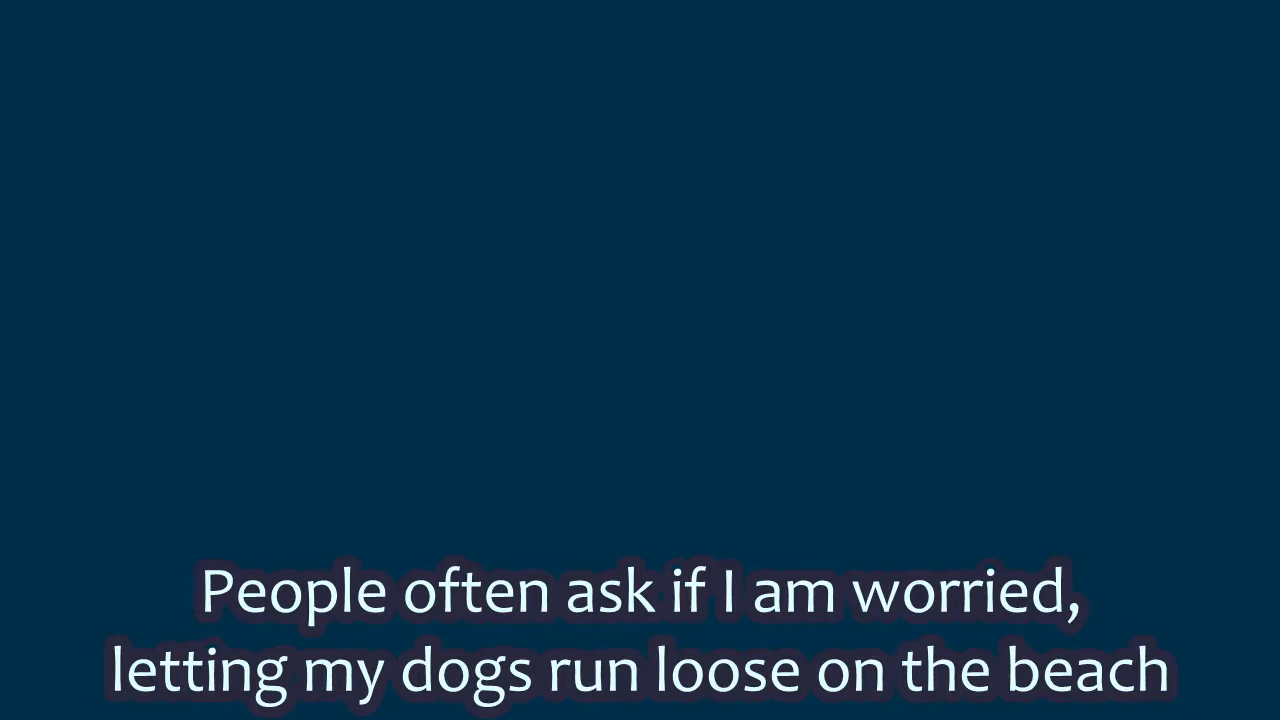 People often ask if I am worried,
letting my dogs run loose on the beach